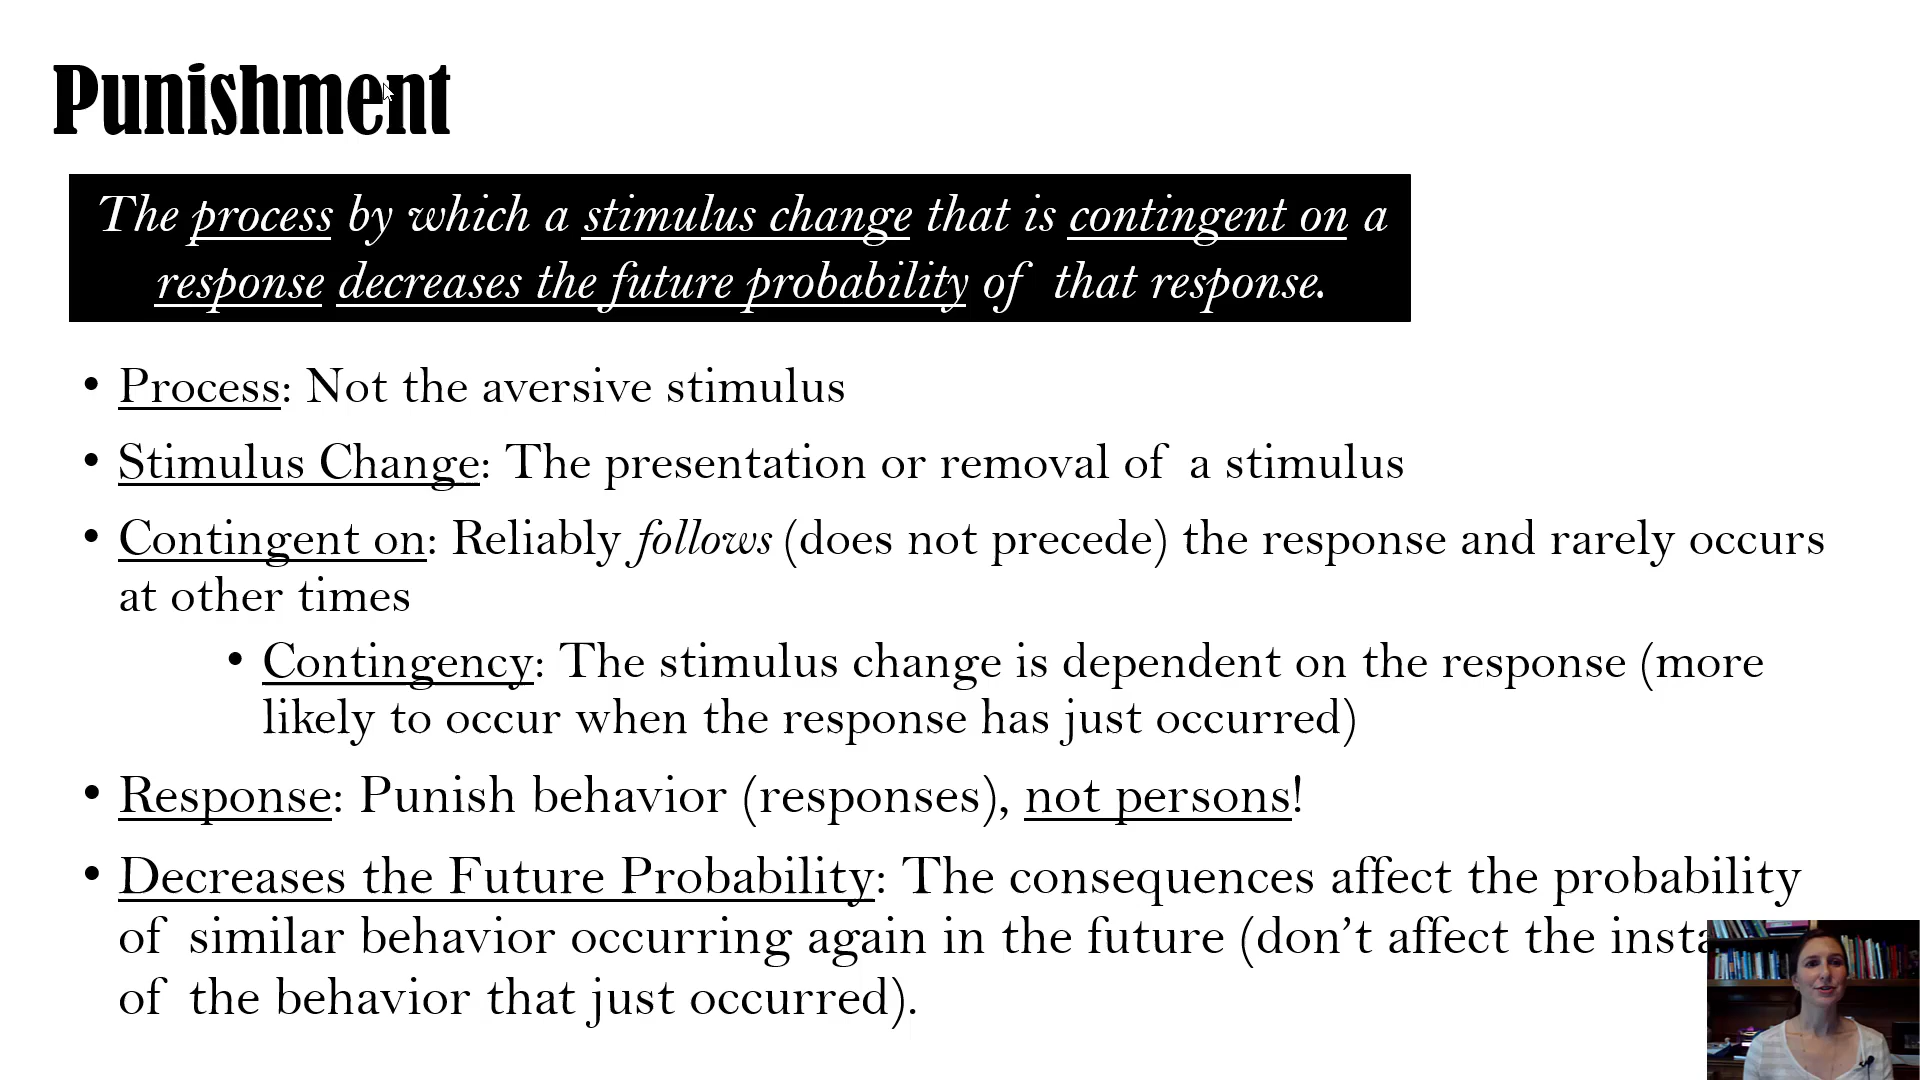 Punishment
The process by which a stimulus change that is contingent on a
response decreases the future probability of that response.
• Process: Not the aversive stimulus
• Stimulus Change: The presentation or removal of a stimulus
• Contingent on: Reliably follows (does not precede) the response and rarely occurs
at other times
• Contingency: The stimulus change is dependent on the response (more
likely to occur when the response has just occurred)
• Response: Punish behavior (responses), not persons!
• Decreases the Future Probability: The consequences affect the probability
of similar behavior occurring again in the future (don’t affect the
of the behavior that just occurred).